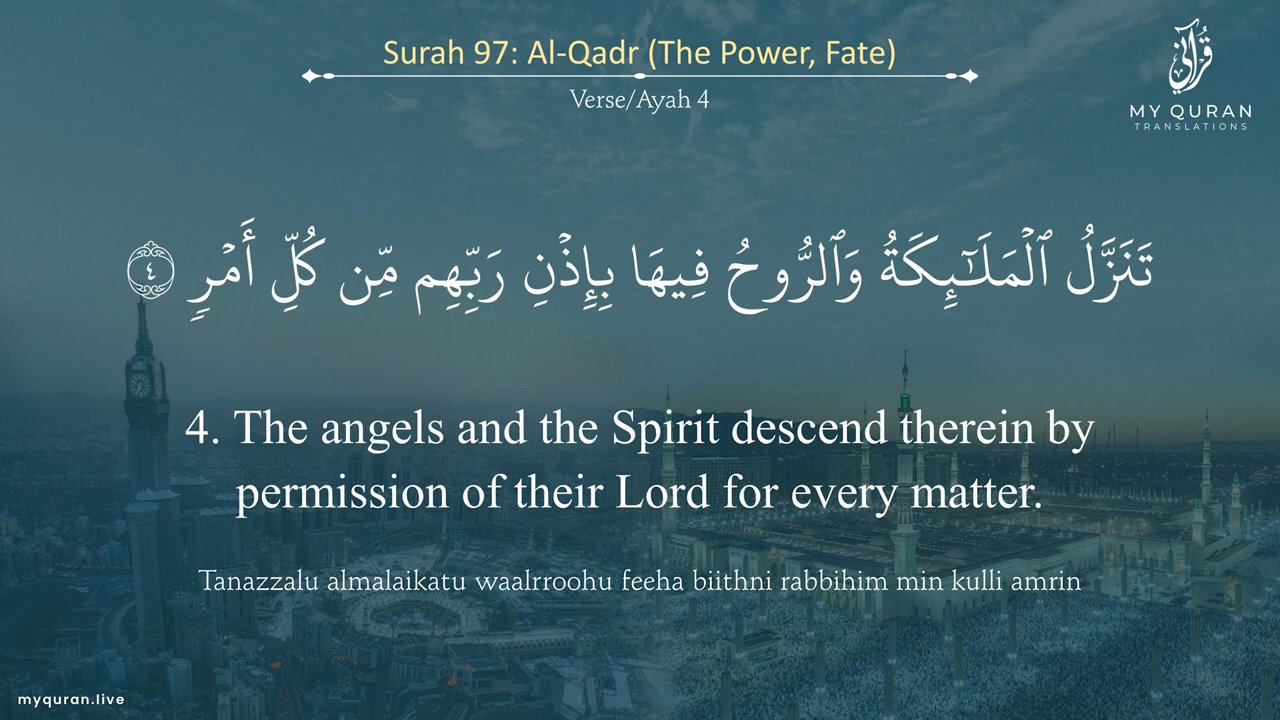 Surah 97: Al-Qadr (The Power, Fate)
Verse/Ayah 4
قرآني
MY QURAN
TRANSLATIONS
تَنَزَّلُ ٱلْمَلَـٰٓئِكَةُ وَٱلرُّوحُ فِيهَا بِإِذْنِ رَبِّهِم مِّن كُلِّ أَمْرٍۢ ٤
4. The angels and the Spirit descend therein by
permission of their Lord for every matter.
Tanazzalu almalaikatu waalrroohu feeha biithni rabbihim min kulli amrin
myquran.live